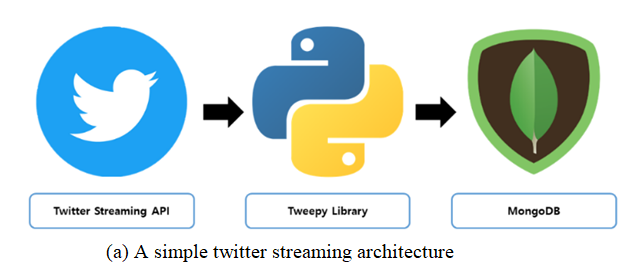 Twitter Streaming API
Tweepy Library
MongoDB
(a) A simple twitter streaming architecture